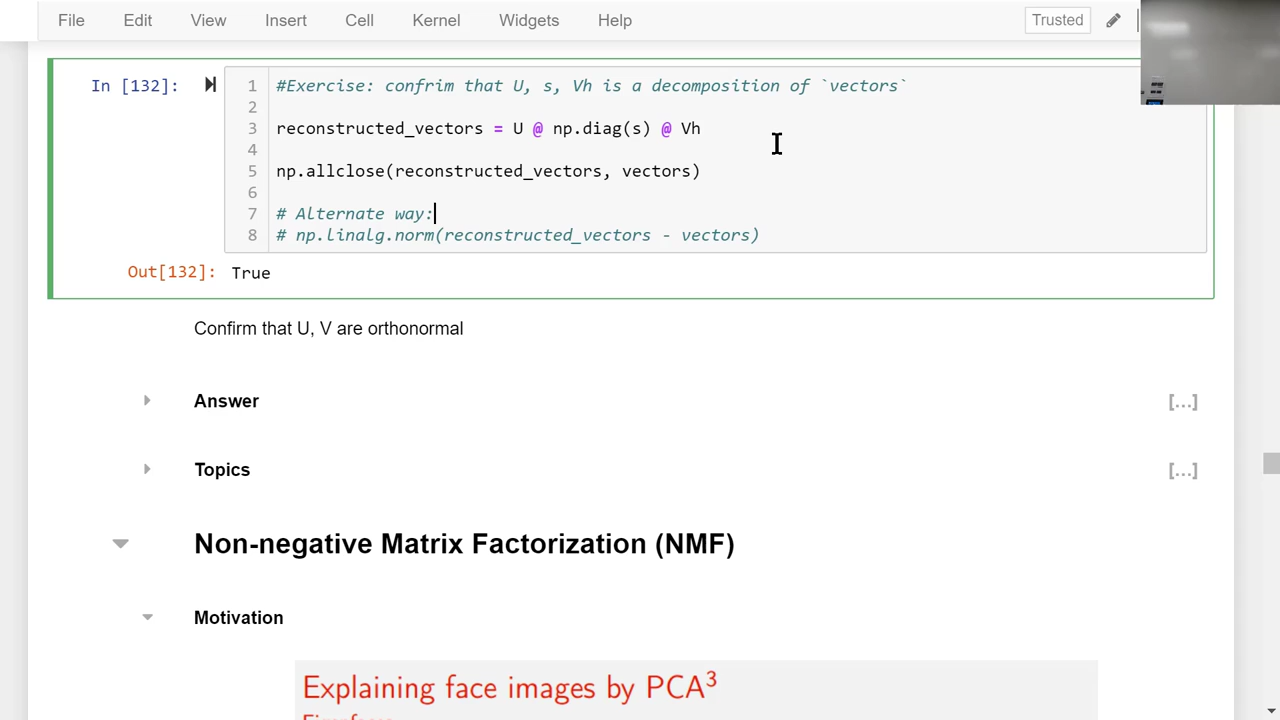 File Edit View Insert Cell Kernel Widgets Help Trusted
In [132]:
1 #Exercise: confrim that U, s, Vh is a decomposition of `vectors`
2
3 reconstructed_vectors = U @ np.diag(s) @ Vh
4
5 np.allclose(reconstructed_vectors, vectors)
6
7 # Alternate way:
8 # np.linalg.norm(reconstructed_vectors - vectors)
Out[132]: True
Confirm that U, V are orthonormal
Answer [...]
Topics [...]
Non-negative Matrix Factorization (NMF)
Motivation
Explaining face images by PCA³